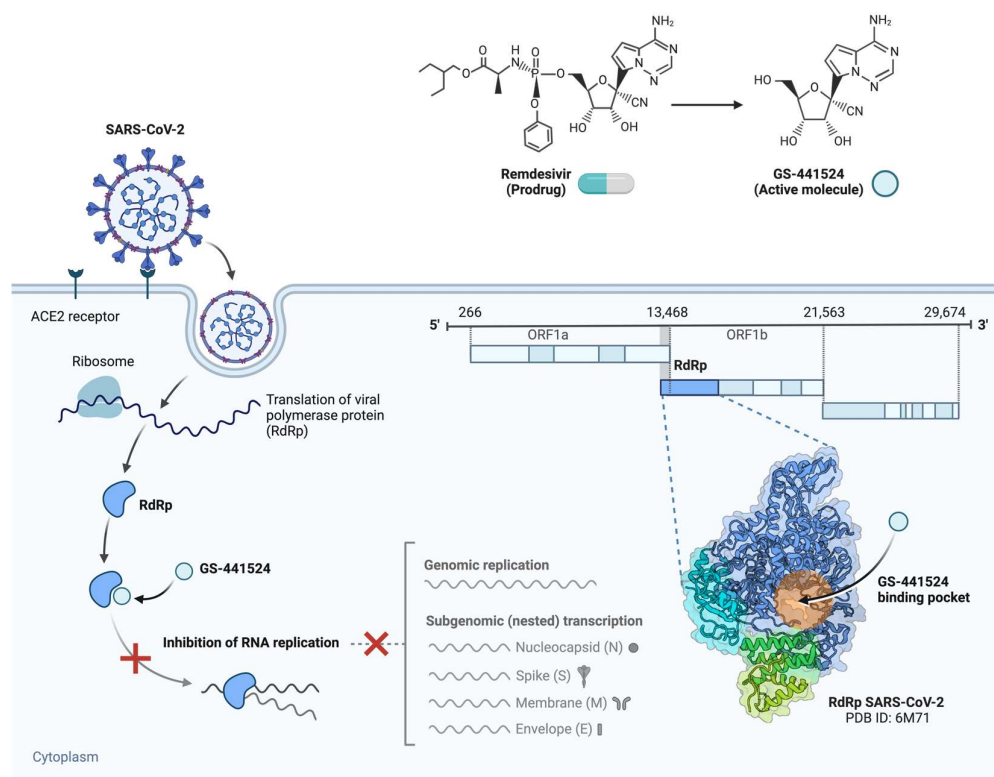 NH₂
N
N
N
O
O
H
N
O
P
O
O
O
CN
HO
OH
Remdesivir
(Prodrug)
NH₂
N
N
N
HO
O
CN
HO
OH
GS-441524
(Active molecule)
SARS-CoV-2
ACE2 receptor
Ribosome
Translation of viral
polymerase protein
(RdRp)
RdRp
GS-441524
Inhibition of RNA replication
Cytoplasm
266
13,468
21,563
29,674
5'
3'
ORF1a
ORF1b
RdRp
Genomic replication
Subgenomic (nested) transcription
Nucleocapsid (N)
Spike (S)
Membrane (M)
Envelope (E)
GS-441524
binding pocket
RdRp SARS-CoV-2
PDB ID: 6M71